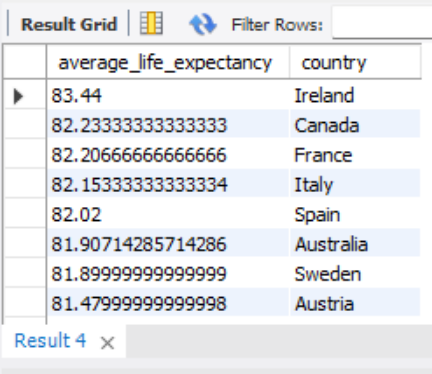 Result Grid Filter Rows:
average_life_expectancy country
83.44 Ireland
82.23333333333333 Canada
82.20666666666666 France
82.15333333333334 Italy
82.02 Spain
81.90714285714286 Australia
81.89999999999999 Sweden
81.47999999999998 Austria
Result 4